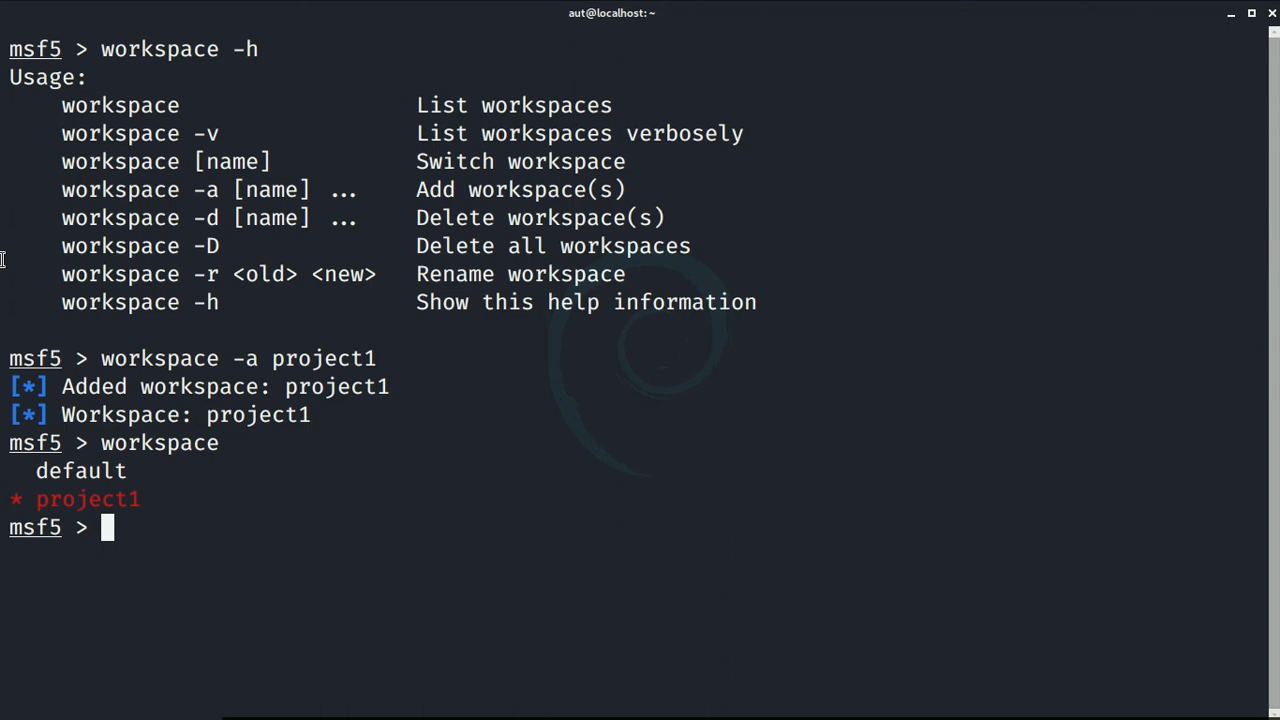 aut@localhost:~
msf5 > workspace -h
Usage:
    workspace                  List workspaces
    workspace -v               List workspaces verbosely
    workspace [name]           Switch workspace
    workspace -a [name] ...    Add workspace(s)
    workspace -d [name] ...    Delete workspace(s)
    workspace -D               Delete all workspaces
    workspace -r <old> <new>   Rename workspace
    workspace -h               Show this help information

msf5 > workspace -a project1
[*] Added workspace: project1
[*] Workspace: project1
msf5 > workspace
  default
* project1
msf5 >